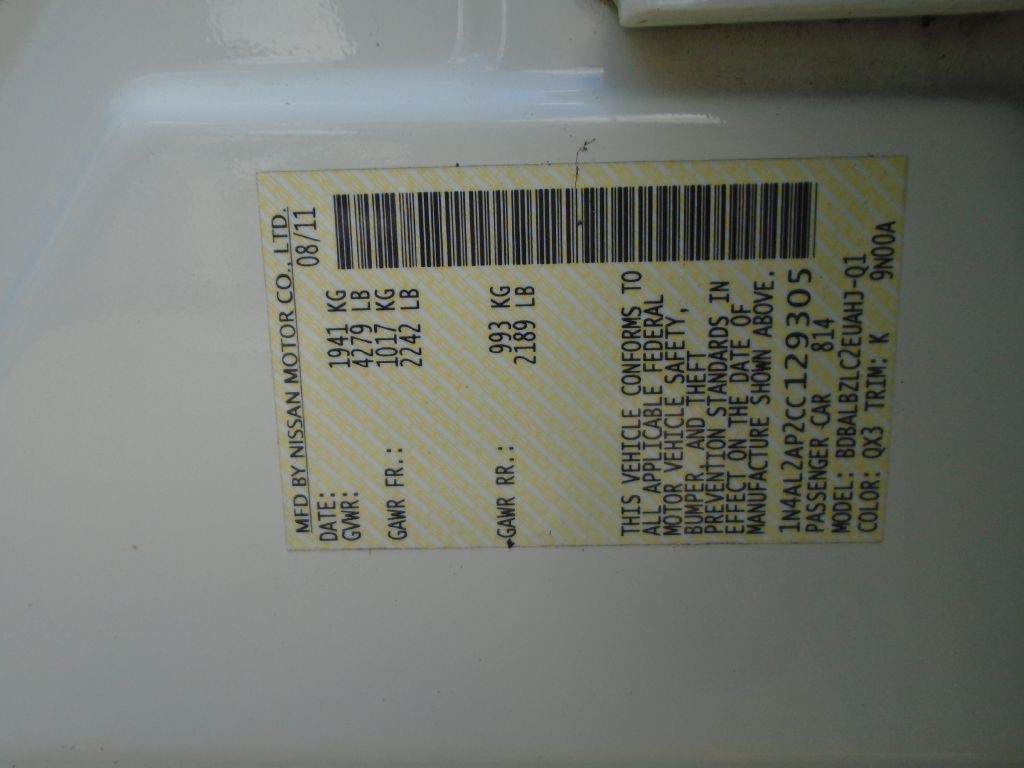 MFD BY NISSAN MOTOR CO., LTD.
DATE: 08/11
GVWR: 1941 KG
4279 LB
GAWR FR.: 1017 KG
2242 LB
GAWR RR.: 993 KG
2189 LB
THIS VEHICLE CONFORMS TO
ALL APPLICABLE FEDERAL
MOTOR VEHICLE SAFETY,
BUMPER, AND THEFT
PREVENTION STANDARDS IN
EFFECT ON THE DATE OF
MANUFACTURE SHOWN ABOVE.
1N4AL2AP2CC129305
PASSENGER CAR 814
MODEL: BDBALBZLC2EUAHJ-Q1
COLOR: QX3 TRIM: K 9N00A